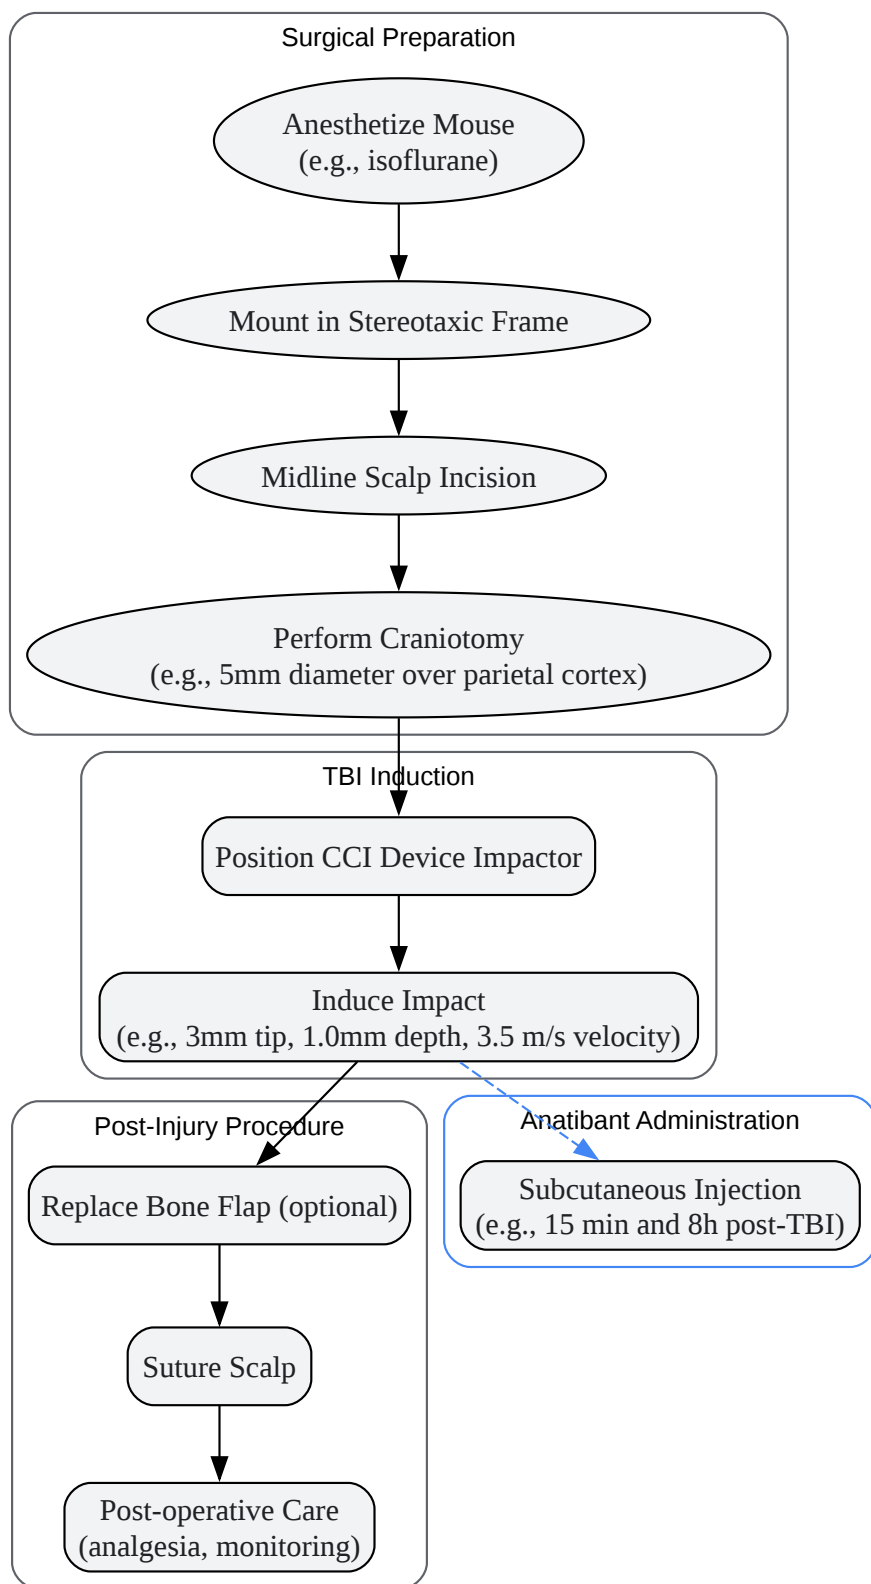 Surgical Preparation
Anesthetize Mouse
(e.g., isoflurane)
Mount in Stereotaxic Frame
Midline Scalp Incision
Perform Craniotomy
(e.g., 5mm diameter over parietal cortex)
TBI Induction
Position CCI Device Impactor
Induce Impact
(e.g., 3mm tip, 1.0mm depth, 3.5 m/s velocity)
Post-Injury Procedure
Replace Bone Flap (optional)
Suture Scalp
Post-operative Care
(analgesia, monitoring)
Anatibant Administration
Subcutaneous Injection
(e.g., 15 min and 8h post-TBI)